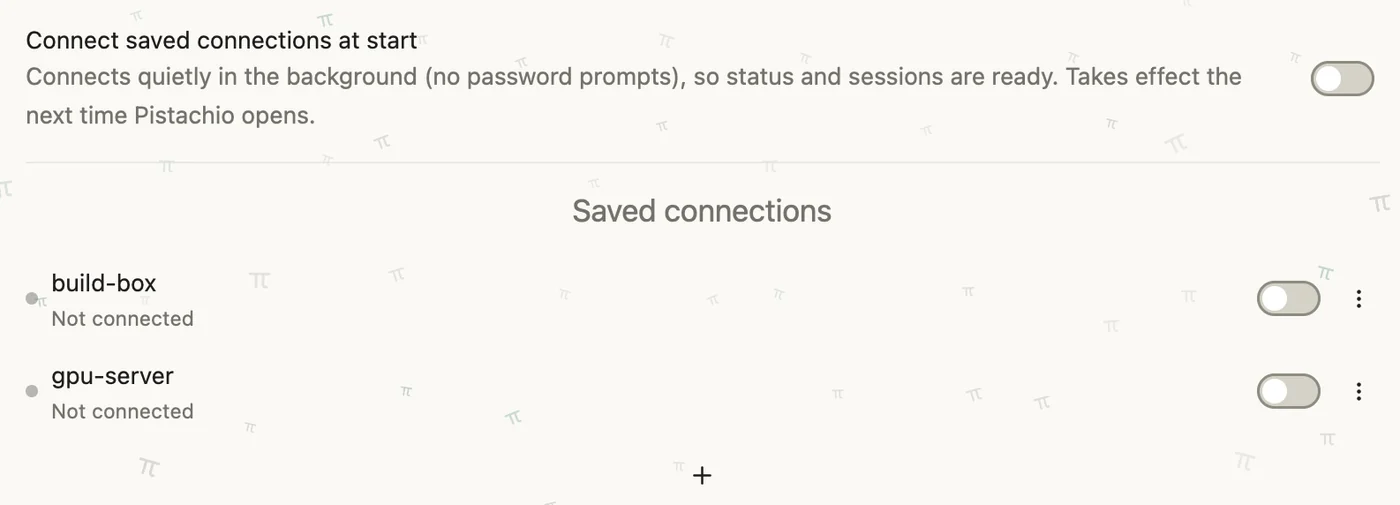 Connect saved connections at start
Connects quietly in the background (no password prompts), so status and sessions are ready. Takes effect the
next time Pistachio opens.
Saved connections
build-box
Not connected
gpu-server
Not connected
+